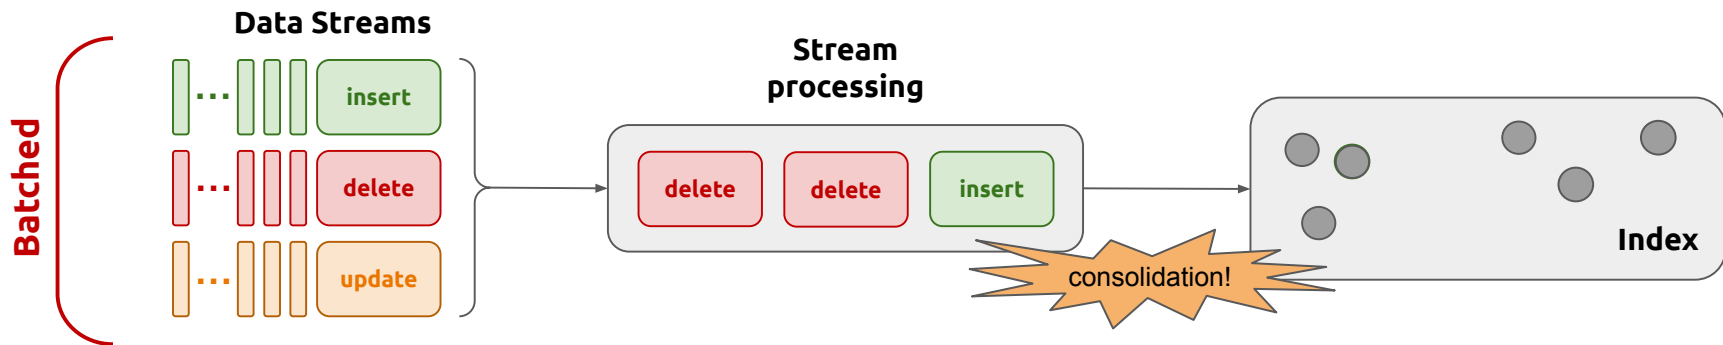 Batched
Data Streams
insert
delete
update
Stream
processing
delete
delete
insert
consolidation!
Index